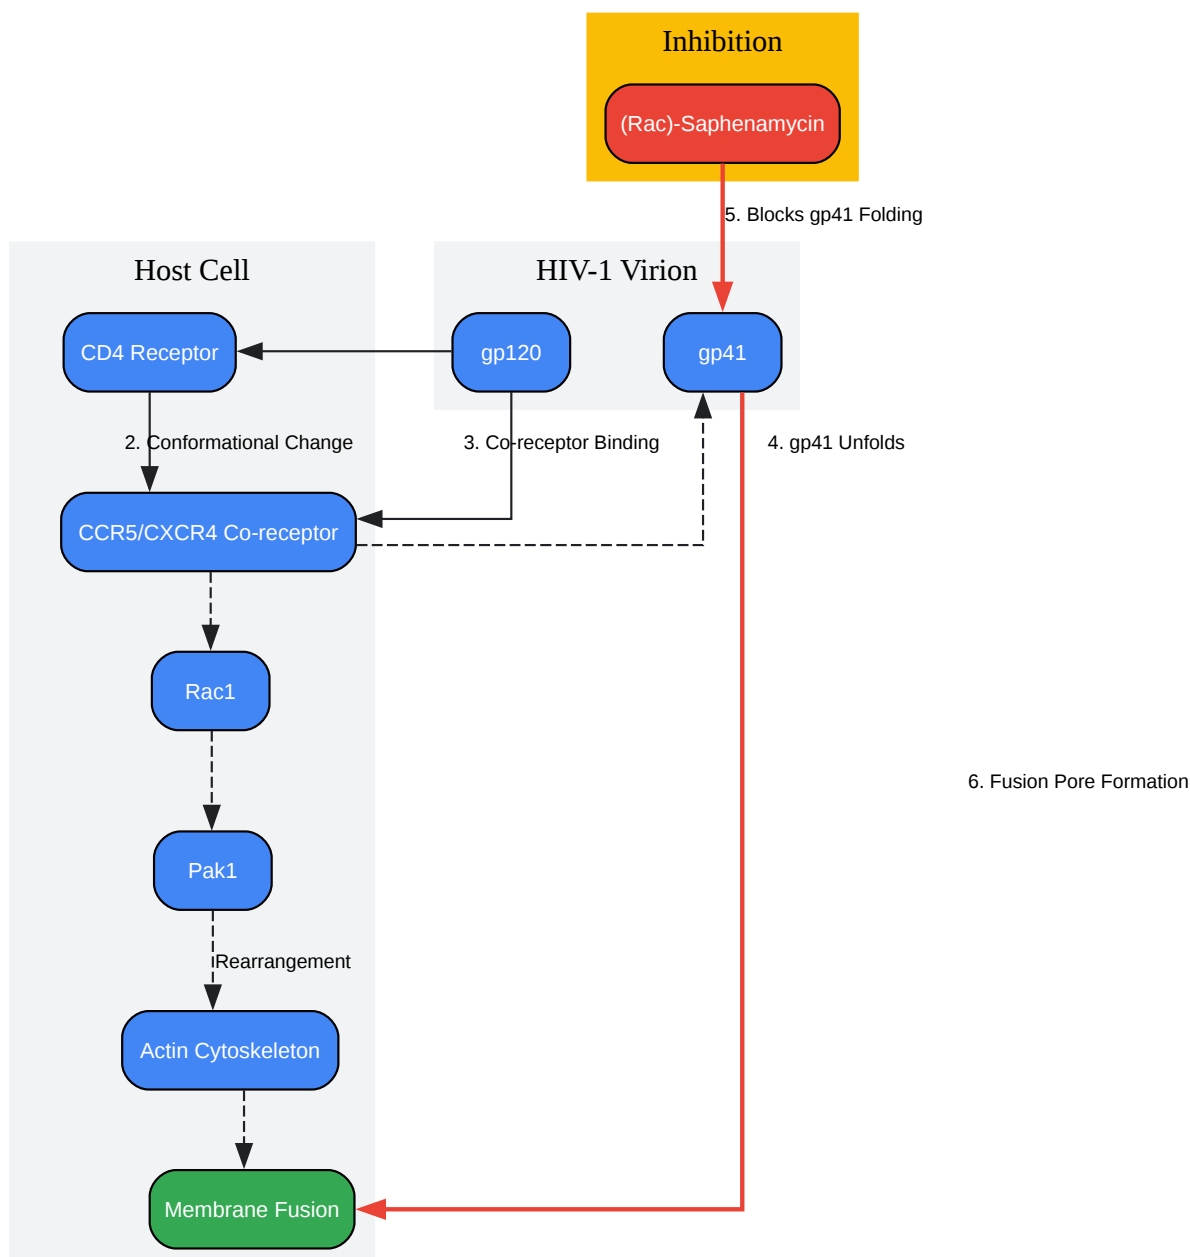 Inhibition
(Rac)-Saphenamycin
5. Blocks gp41 Folding
Host Cell
HIV-1 Virion
CD4 Receptor
gp120
gp41
2. Conformational Change
3. Co-receptor Binding
4. gp41 Unfolds
CCR5/CXCR4 Co-receptor
Rac1
6. Fusion Pore Formation
Pak1
Rearrangement
Actin Cytoskeleton
Membrane Fusion